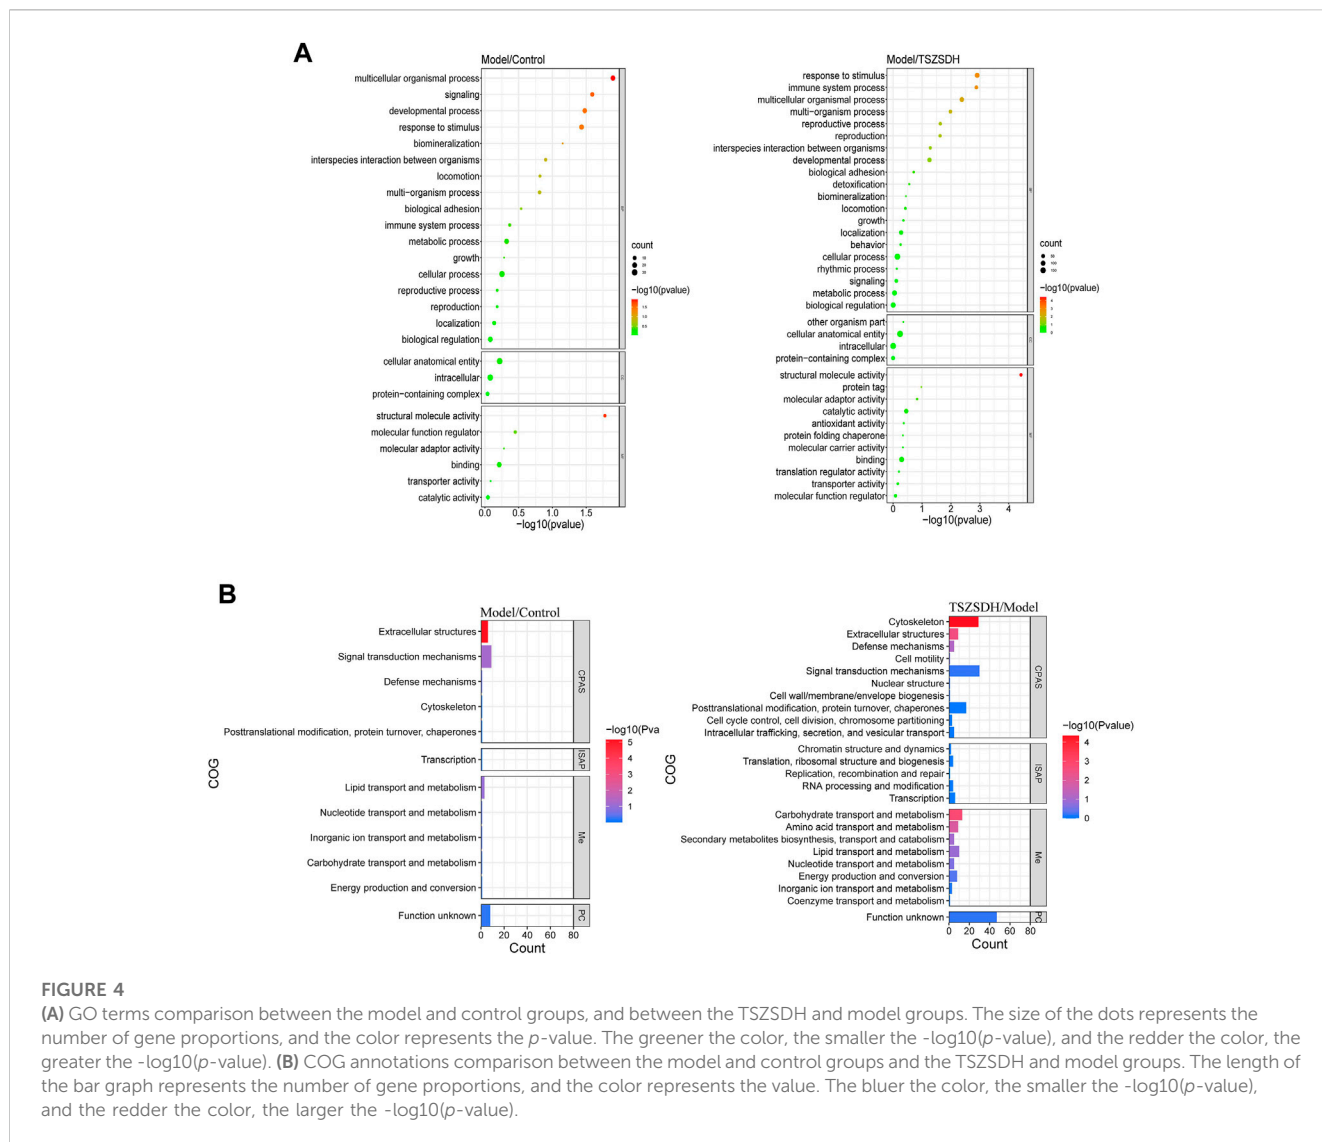 A
Model/Control
multicellular organismal process
signaling
developmental process
response to stimulus
biomineralization
interspecies interaction between organisms
locomotion
multi−organism process
biological adhesion
immune system process
metabolic process
growth
cellular process
reproductive process
reproduction
localization
biological regulation
cellular anatomical entity
intracellular
protein−containing complex
structural molecule activity
molecular function regulator
molecular adaptor activity
binding
transporter activity
catalytic activity
0.0 0.5 1.0 1.5
−log10(pvalue)
count
−log10(pvalue)
Model/TSZSDH
response to stimulus
immune system process
multicellular organismal process
multi−organism process
reproductive process
reproduction
interspecies interaction between organisms
developmental process
biological adhesion
detoxification
biomineralization
locomotion
growth
localization
behavior
cellular process
rhythmic process
signaling
metabolic process
biological regulation
other organism part
cellular anatomical entity
intracellular
protein−containing complex
structural molecule activity
protein tag
molecular adaptor activity
catalytic activity
antioxidant activity
protein folding chaperone
molecular carrier activity
binding
translation regulator activity
transporter activity
molecular function regulator
0 1 2 3 4
−log10(pvalue)
count
50
100
−log10(pvalue)
4
3
2
1
0
B
Model/Control
COG
Extracellular structures
Signal transduction mechanisms
Defense mechanisms
Cytoskeleton
Posttranslational modification, protein turnover, chaperones
Transcription
Lipid transport and metabolism
Nucleotide transport and metabolism
Inorganic ion transport and metabolism
Carbohydrate transport and metabolism
Energy production and conversion
Function unknown
CPAS
ISAP
Me
PC
0 20 40 60 80
Count
−log10(Pva
5
4
3
2
1
TSZSDH/Model
COG
Cytoskeleton
Extracellular structures
Defense mechanisms
Cell motility
Signal transduction mechanisms
Nuclear structure
Cell wall/membrane/envelope biogenesis
Posttranslational modification, protein turnover, chaperones
Cell cycle control, cell division, chromosome partitioning
Intracellular trafficking, secretion, and vesicular transport
Chromatin structure and dynamics
Translation, ribosomal structure and biogenesis
Replication, recombination and repair
RNA processing and modification
Transcription
Carbohydrate transport and metabolism
Amino acid transport and metabolism
Secondary metabolites biosynthesis, transport and catabolism
Lipid transport and metabolism
Nucleotide transport and metabolism
Energy production and conversion
Inorganic ion transport and metabolism
Coenzyme transport and metabolism
Function unknown
CPAS
ISAP
Me
PC
0 20 40 60 80
Count
−log10(Pvalue)
4
3
2
1
0
FIGURE 4
(A) GO terms comparison between the model and control groups, and between the TSZSDH and model groups. The size of the dots represents the
number of gene proportions, and the color represents the p-value. The greener the color, the smaller the -log10(p-value), and the redder the color, the
greater the -log10(p-value). (B) COG annotations comparison between the model and control groups and the TSZSDH and model groups. The length of
the bar graph represents the number of gene proportions, and the color represents the value. The bluer the color, the smaller the -log10(p-value),
and the redder the color, the larger the -log10(p-value).